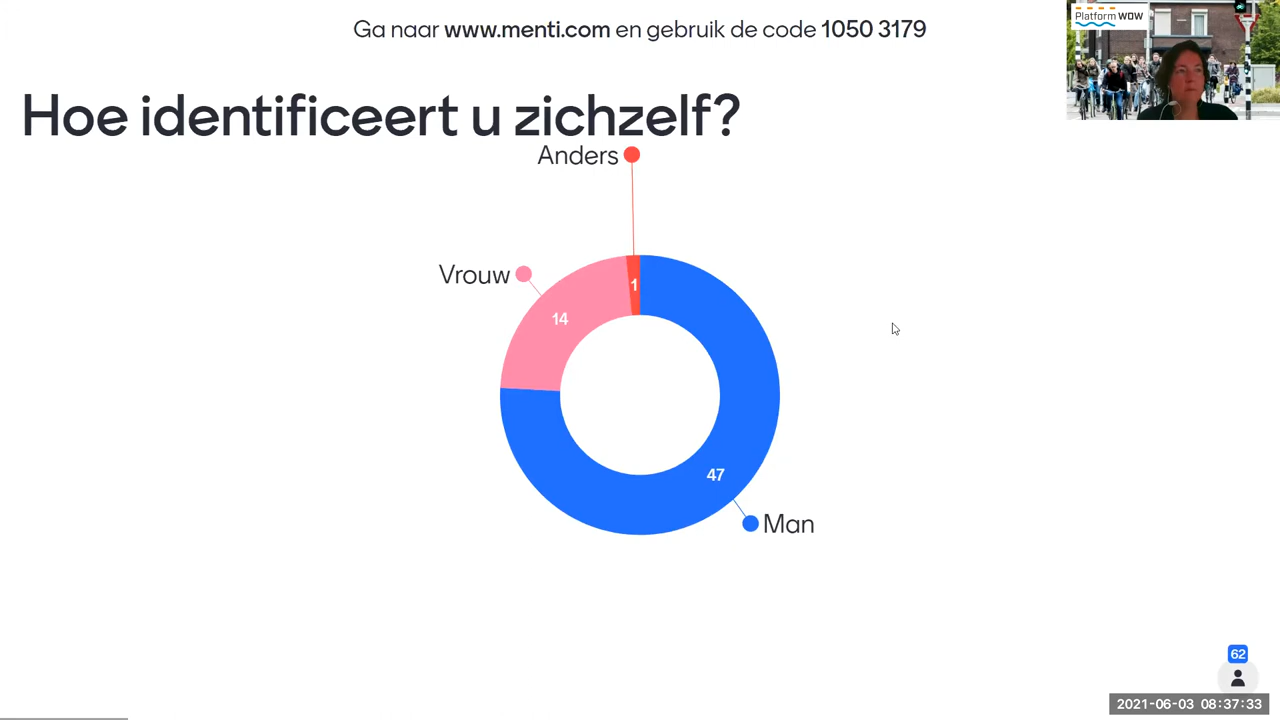 Ga naar www.menti.com en gebruik de code 1050 3179
Platform WOW
Hoe identificeert u zichzelf?
Anders
Vrouw
1
14
47
Man
62
2021-06-03 08:37:33